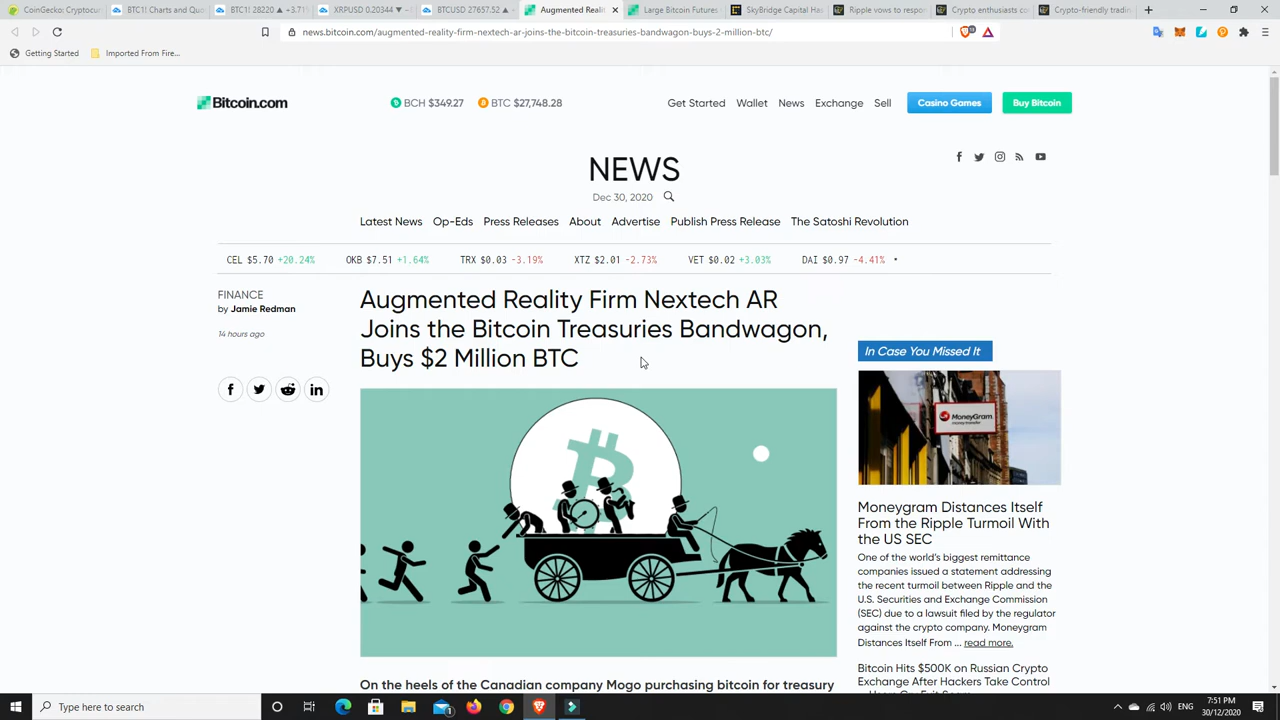 CoinGecko: Cryptocur
BTC1! Charts and Quo
BTC1! 28220 ▲ +3.71
XRPUSD 0.20344 ▼
BTCUSD 27657.52 ▲
Augmented Reali
Large Bitcoin Futures
SkyBridge Capital Has
Ripple vows to respon
Crypto enthusiasts co
Crypto-friendly tradin
news.bitcoin.com/augmented-reality-firm-nextech-ar-joins-the-bitcoin-treasuries-bandwagon-buys-2-million-btc/
Getting Started
Imported From Fire...
Bitcoin.com
BCH $349.27
BTC $27,748.28
Get Started
Wallet
News
Exchange
Sell
Casino Games
Buy Bitcoin
NEWS
Dec 30, 2020
Latest News
Op-Eds
Press Releases
About
Advertise
Publish Press Release
The Satoshi Revolution
CEL $5.70 +20.24%
OKB $7.51 +1.64%
TRX $0.03 -3.19%
XTZ $2.01 -2.73%
VET $0.02 +3.03%
DAI $0.97 -4.41%
FINANCE
by Jamie Redman
14 hours ago
Augmented Reality Firm Nextech AR
Joins the Bitcoin Treasuries Bandwagon,
Buys $2 Million BTC
On the heels of the Canadian company Mogo purchasing bitcoin for treasury
In Case You Missed It
MoneyGram
Moneygram Distances Itself
From the Ripple Turmoil With
the US SEC
One of the world's biggest remittance
companies issued a statement addressing
the recent turmoil between Ripple and the
U.S. Securities and Exchange Commission
(SEC) due to a lawsuit filed by the regulator
against the crypto company. Moneygram
Distances Itself From ... read more.
Bitcoin Hits $500K on Russian Crypto
Exchange After Hackers Take Control
Type here to search
ENG
7:51 PM
30/12/2020